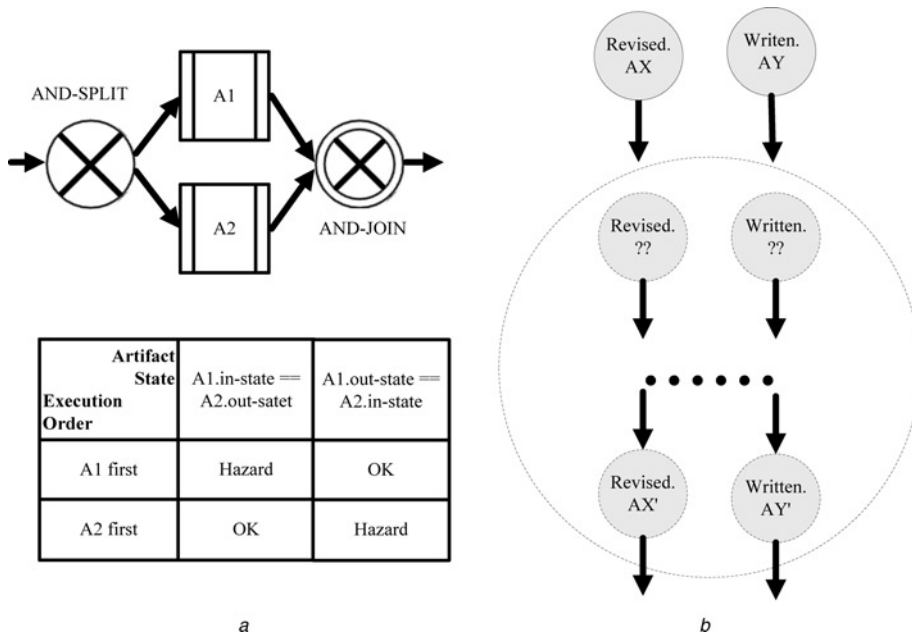 AND-SPLIT
A1
A2
AND-JOIN
Artifact
State
Execution
Order
A1.in-state ==
A2.out-satet
A1.out-state ==
A2.in-state
A1 first
Hazard
OK
A2 first
OK
Hazard
a
Revised.
AX
Writen.
AY
Revised.
??
Written.
??
Revised.
AX'
Written.
AY'
b